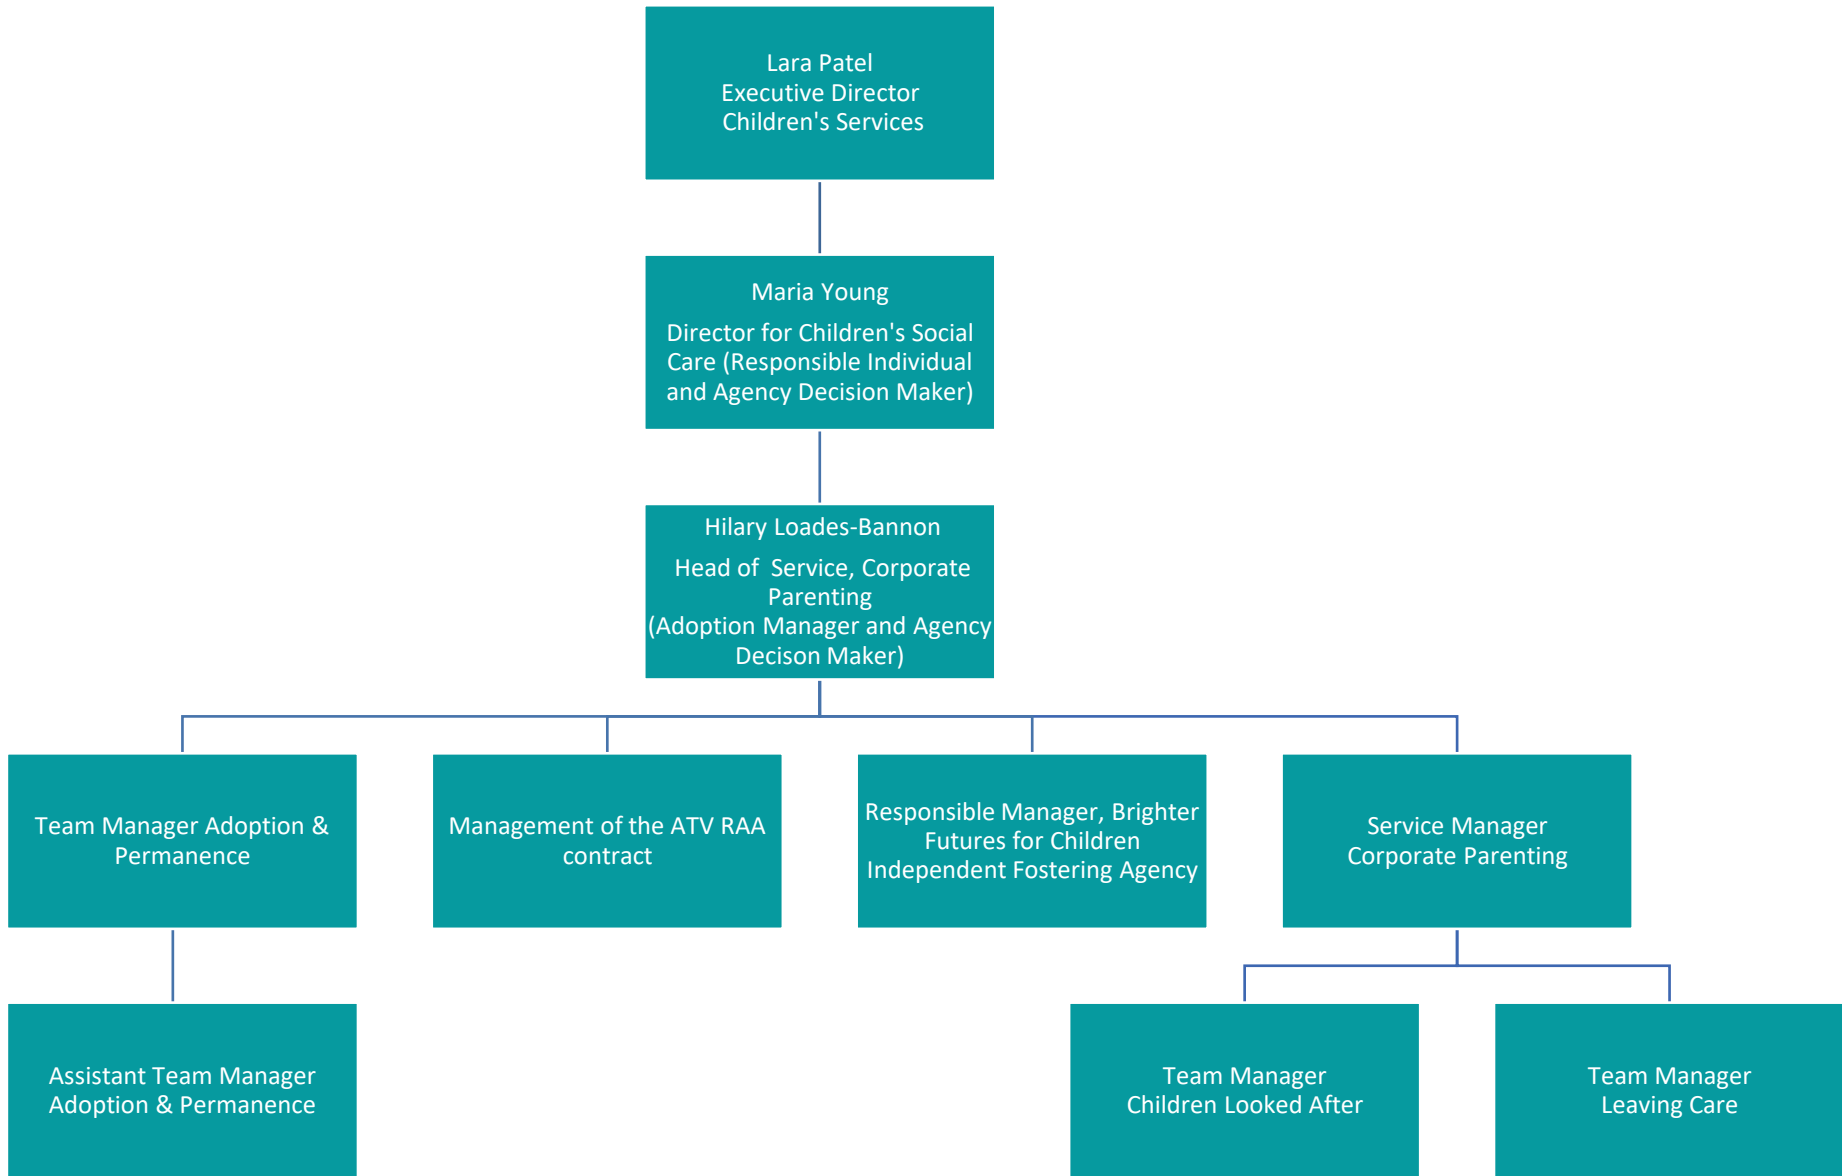 Lara Patel
Executive Director
Children's Services
Maria Young
Director for Children's Social
Care (Responsible Individual
and Agency Decision Maker)
Hilary Loades-Bannon
Head of  Service, Corporate
Parenting
(Adoption Manager and Agency
Decison Maker)
Team Manager Adoption &
Permanence
Management of the ATV RAA
contract
Responsible Manager, Brighter
Futures for Children
Independent Fostering Agency
Service Manager
Corporate Parenting
Assistant Team Manager
Adoption & Permanence
Team Manager
Children Looked After
Team Manager
Leaving Care